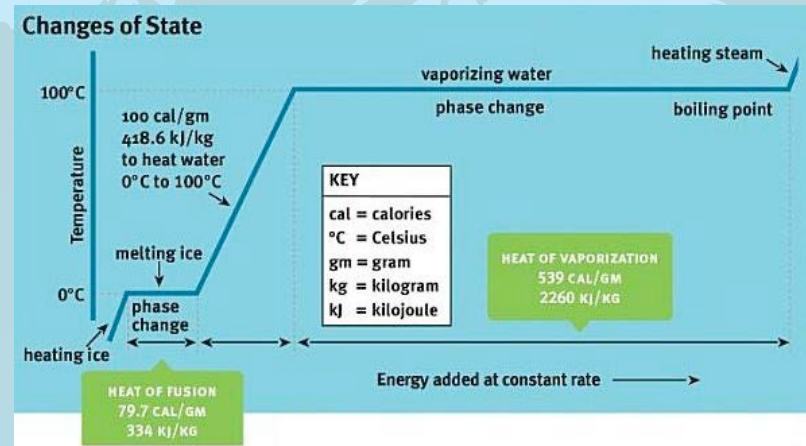 Changes of State
heating steam
vaporizing water
100°C
phase change
boiling point
100 cal/gm
418.6 kJ/kg
to heat water
0°C to 100°C
Temperature
KEY
cal = calories
°C = Celsius
gm = gram
kg = kilogram
kJ = kilojoule
melting ice
HEAT OF VAPORIZATION
539 CAL/GM
2260 KJ/KG
0°C
phase
change
heating ice
Energy added at constant rate
HEAT OF FUSION
79.7 CAL/GM
334 KJ/KG